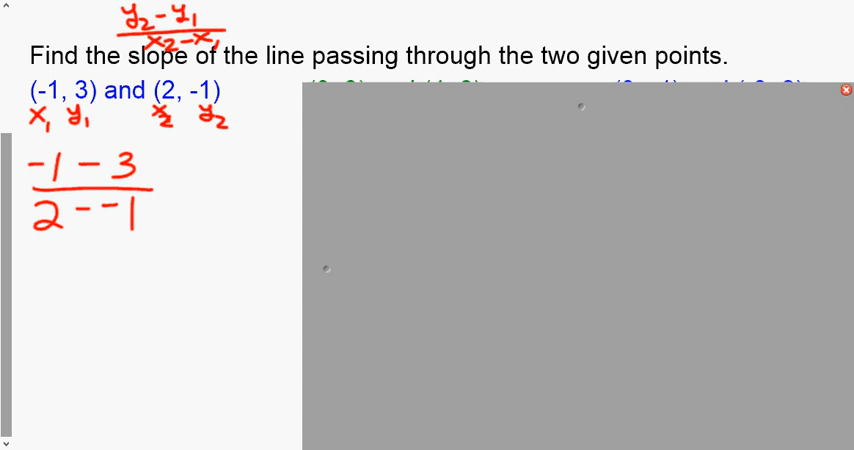 y₂-y₁
x₂-x₁
Find the slope of the line passing through the two given points.
(-1, 3) and (2, -1)
x₁ y₁ x₂ y₂
-1 - 3
2 - -1